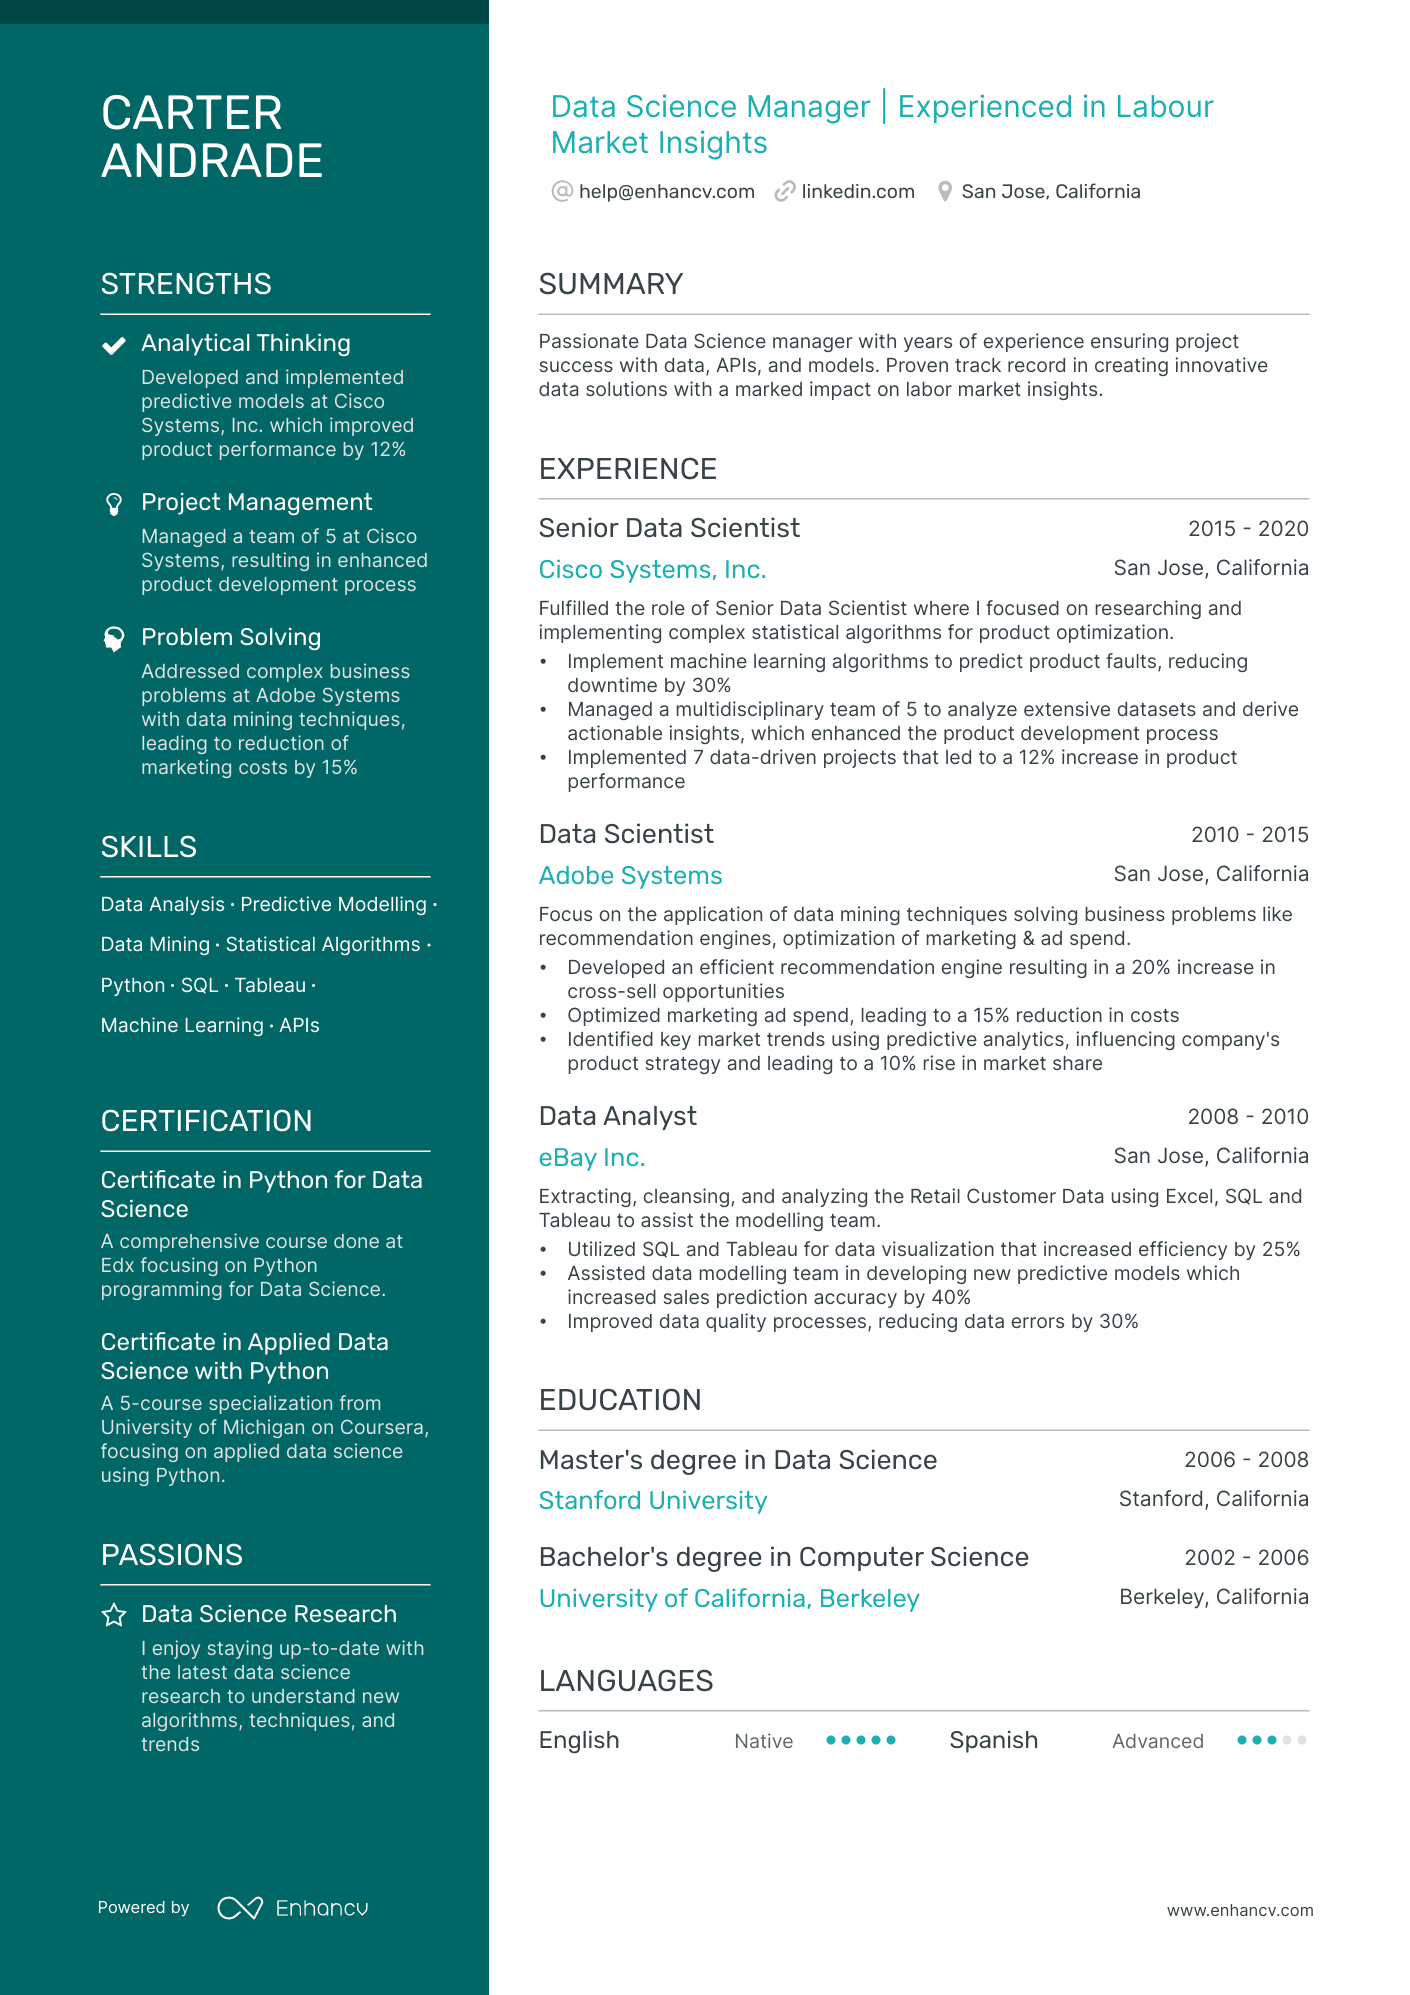 CARTER
ANDRADE
STRENGTHS
Analytical Thinking
Developed and implemented
predictive models at Cisco
Systems, Inc. which improved
product performance by 12%
Project Management
Managed a team of 5 at Cisco
Systems, resulting in enhanced
product development process
Problem Solving
Addressed complex business
problems at Adobe Systems
with data mining techniques,
leading to reduction of
marketing costs by 15%
SKILLS
Data Analysis · Predictive Modelling ·
Data Mining · Statistical Algorithms ·
Python · SQL · Tableau ·
Machine Learning · APIs
CERTIFICATION
Certificate in Python for Data
Science
A comprehensive course done at
Edx focusing on Python
programming for Data Science.
Certificate in Applied Data
Science with Python
A 5-course specialization from
University of Michigan on Coursera,
focusing on applied data science
using Python.
PASSIONS
Data Science Research
I enjoy staying up-to-date with
the latest data science
research to understand new
algorithms, techniques, and
trends
Powered by Enhancv
Data Science Manager | Experienced in Labour
Market Insights
help@enhancv.com linkedin.com San Jose, California
SUMMARY
Passionate Data Science manager with years of experience ensuring project
success with data, APIs, and models. Proven track record in creating innovative
data solutions with a marked impact on labor market insights.
EXPERIENCE
Senior Data Scientist 2015 - 2020
Cisco Systems, Inc. San Jose, California
Fulfilled the role of Senior Data Scientist where I focused on researching and
implementing complex statistical algorithms for product optimization.
• Implement machine learning algorithms to predict product faults, reducing
downtime by 30%
• Managed a multidisciplinary team of 5 to analyze extensive datasets and derive
actionable insights, which enhanced the product development process
• Implemented 7 data-driven projects that led to a 12% increase in product
performance
Data Scientist 2010 - 2015
Adobe Systems San Jose, California
Focus on the application of data mining techniques solving business problems like
recommendation engines, optimization of marketing & ad spend.
• Developed an efficient recommendation engine resulting in a 20% increase in
cross-sell opportunities
• Optimized marketing ad spend, leading to a 15% reduction in costs
• Identified key market trends using predictive analytics, influencing company's
product strategy and leading to a 10% rise in market share
Data Analyst 2008 - 2010
eBay Inc. San Jose, California
Extracting, cleansing, and analyzing the Retail Customer Data using Excel, SQL and
Tableau to assist the modelling team.
• Utilized SQL and Tableau for data visualization that increased efficiency by 25%
• Assisted data modelling team in developing new predictive models which
increased sales prediction accuracy by 40%
• Improved data quality processes, reducing data errors by 30%
EDUCATION
Master's degree in Data Science 2006 - 2008
Stanford University Stanford, California
Bachelor's degree in Computer Science 2002 - 2006
University of California, Berkeley Berkeley, California
LANGUAGES
English Native Spanish Advanced
www.enhancv.com